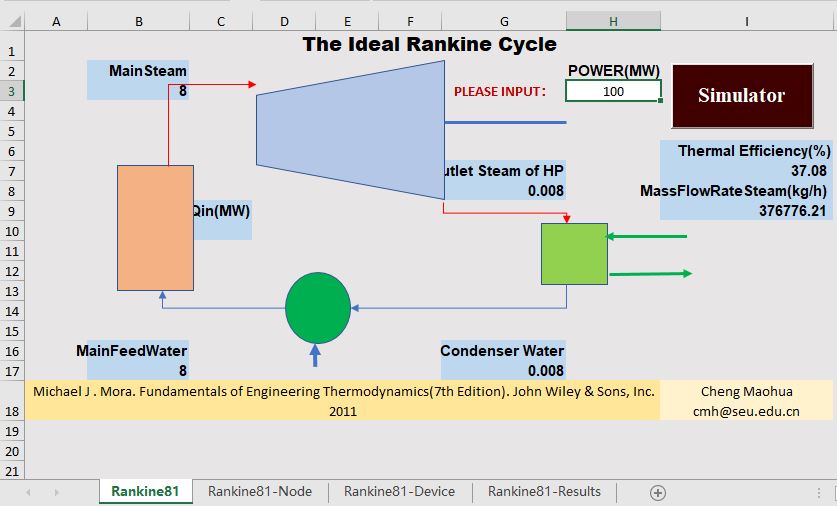 A B C D E F G H I
1 The Ideal Rankine Cycle
2 MainSteam POWER(MW)
3 8 PLEASE INPUT: 100 Simulator
4
5
6 Thermal Efficiency(%)
7 utlet Steam of HP 37.08
8 0.008 MassFlowRateSteam(kg/h)
9 Qin(MW) 376776.21
10
11
12
13
14
15
16 MainFeedWater Condenser Water
17 8 0.008
Michael J . Mora. Fundamentals of Engineering Thermodynamics(7th Edition). John Wiley & Sons, Inc. Cheng Maohua
18 2011 cmh@seu.edu.cn
19
20
21
Rankine81 Rankine81-Node Rankine81-Device Rankine81-Results